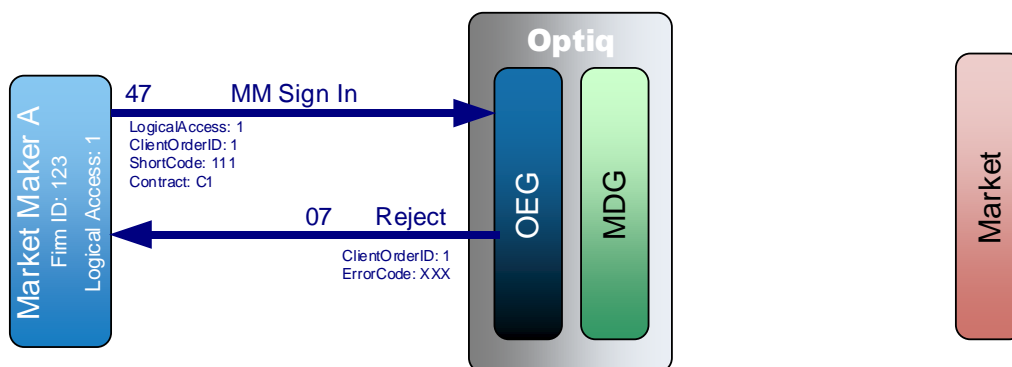 Optiq
Market Maker A
Firm ID: 123
Logical Access: 1
47 MM Sign In
LogicalAccess: 1
ClientOrderID: 1
ShortCode: 111
Contract: C1
07 Reject
ClientOrderID: 1
ErrorCode: XXX
OEG
MDG
Market